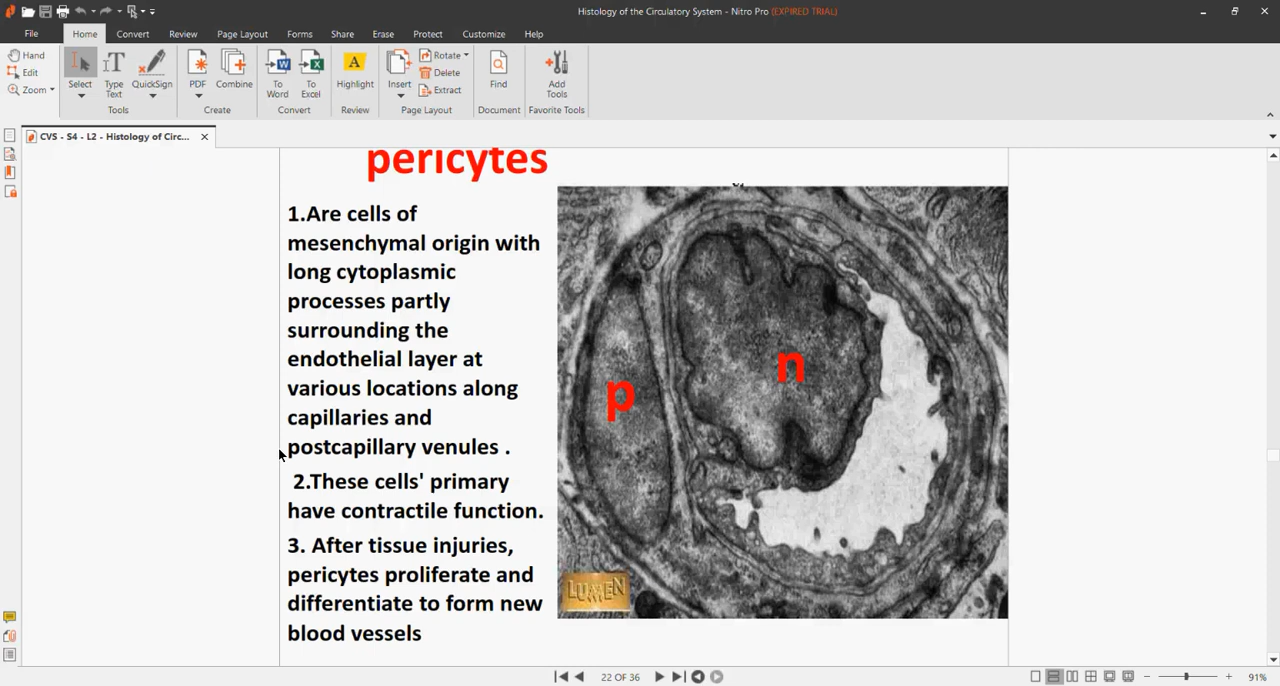 Histology of the Circulatory System - Nitro Pro (EXPIRED TRIAL)
File Home Convert Review Page Layout Forms Share Erase Protect Customize Help
Hand
Edit
Zoom
Select
Type Text
QuickSign
Tools
PDF
Combine
Create
To Word
To Excel
Convert
Highlight
Review
Insert
Rotate
Delete
Extract
Page Layout
Find
Document
Add Tools
Favorite Tools
CVS - S4 - L2 - Histology of Circ...
pericytes
1.Are cells of
mesenchymal origin with
long cytoplasmic
processes partly
surrounding the
endothelial layer at
various locations along
capillaries and
postcapillary venules .
2.These cells' primary
have contractile function.
3. After tissue injuries,
pericytes proliferate and
differentiate to form new
blood vessels
p
n
LUMEN
22 OF 36
91%